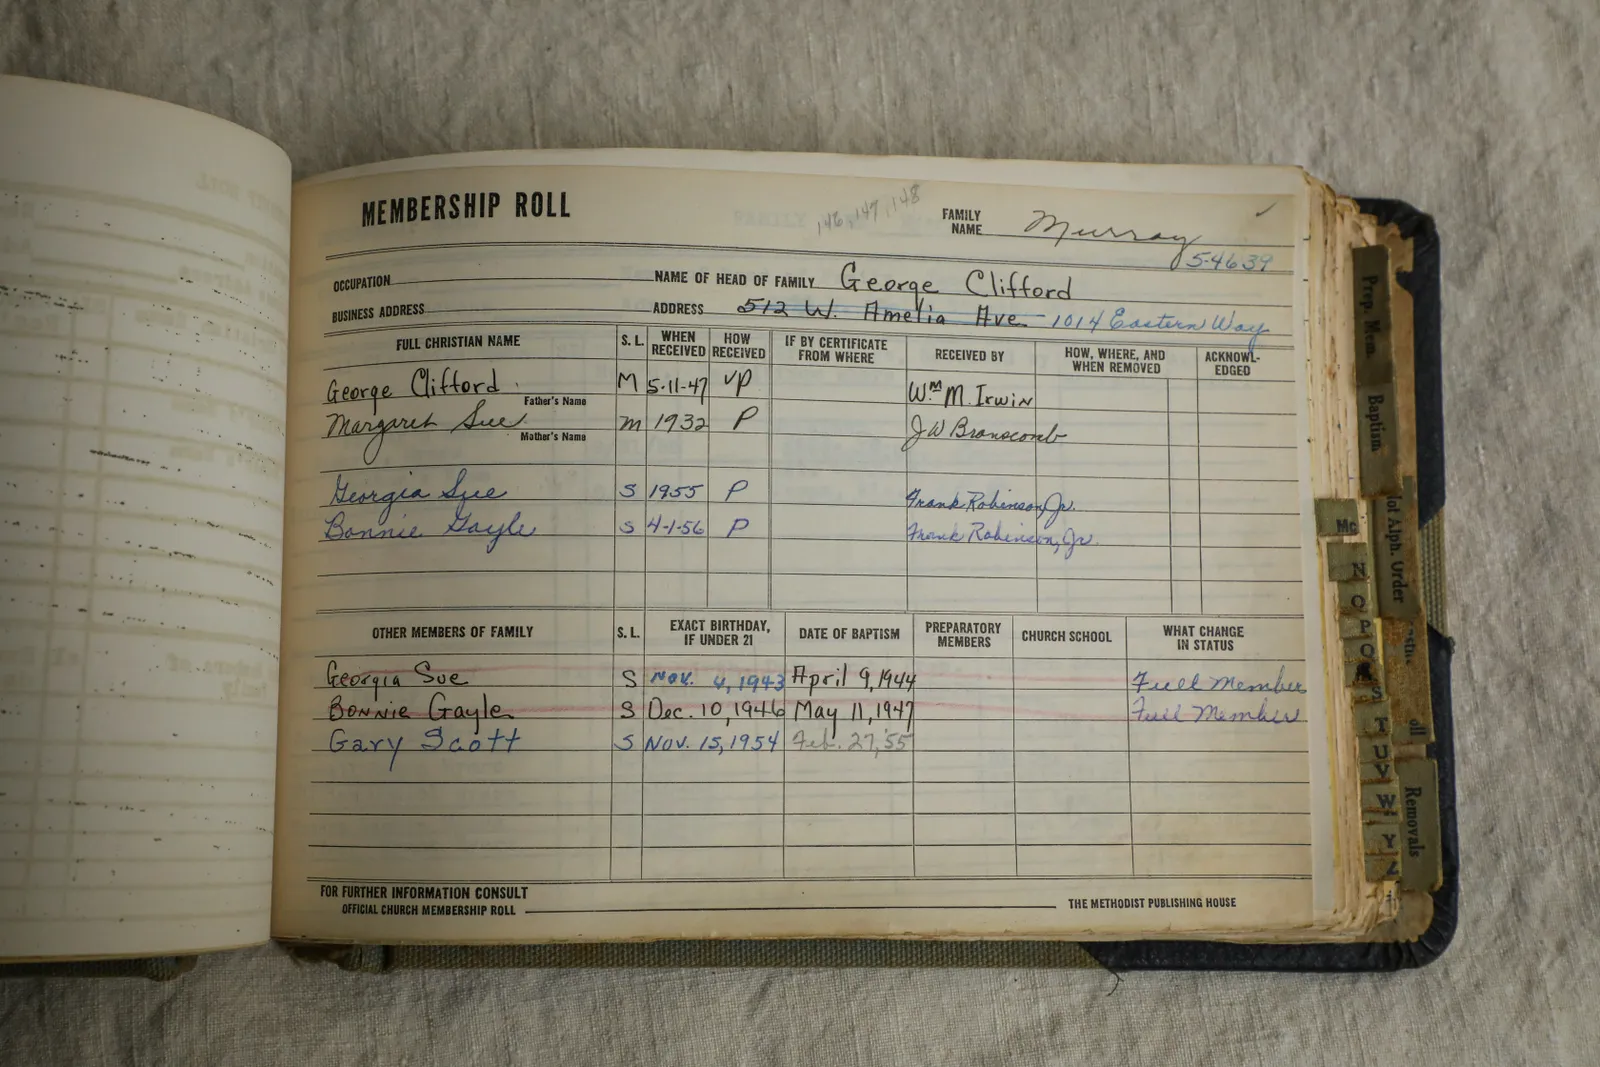 MEMBERSHIP ROLL
146, 147, 148
FAMILY NAME Murray
5-4639
OCCUPATION
NAME OF HEAD OF FAMILY George Clifford
BUSINESS ADDRESS
ADDRESS 512 W. Amelia Ave. 1014 Eastern Way
FULL CHRISTIAN NAME S. L. WHEN RECEIVED HOW RECEIVED IF BY CERTIFICATE FROM WHERE RECEIVED BY HOW, WHERE, AND WHEN REMOVED ACKNOWL-EDGED
George Clifford M 5-11-47 VP Wm M. Irwin
Father's Name
Margaret Sue M 1932 P J W Branscomb
Mother's Name
Georgia Sue S 1955 P Frank Robinson, Jr.
Bonnie Gayle S 4-1-56 P Frank Robinson, Jr.
OTHER MEMBERS OF FAMILY S. L. EXACT BIRTHDAY, IF UNDER 21 DATE OF BAPTISM PREPARATORY MEMBERS CHURCH SCHOOL WHAT CHANGE IN STATUS
Georgia Sue S Nov. 4, 1943 April 9, 1944 Full Member
Bonnie Gayle S Dec. 10, 1946 May 11, 1947 Full Member
Gary Scott S Nov. 15, 1954 Feb. 27, '55
FOR FURTHER INFORMATION CONSULT
OFFICIAL CHURCH MEMBERSHIP ROLL
THE METHODIST PUBLISHING HOUSE
Prep. Mem.
Baptism
Alph. Order
Removals
Mc
N
O
P
Q
S
T
U
V
W
Y
Z